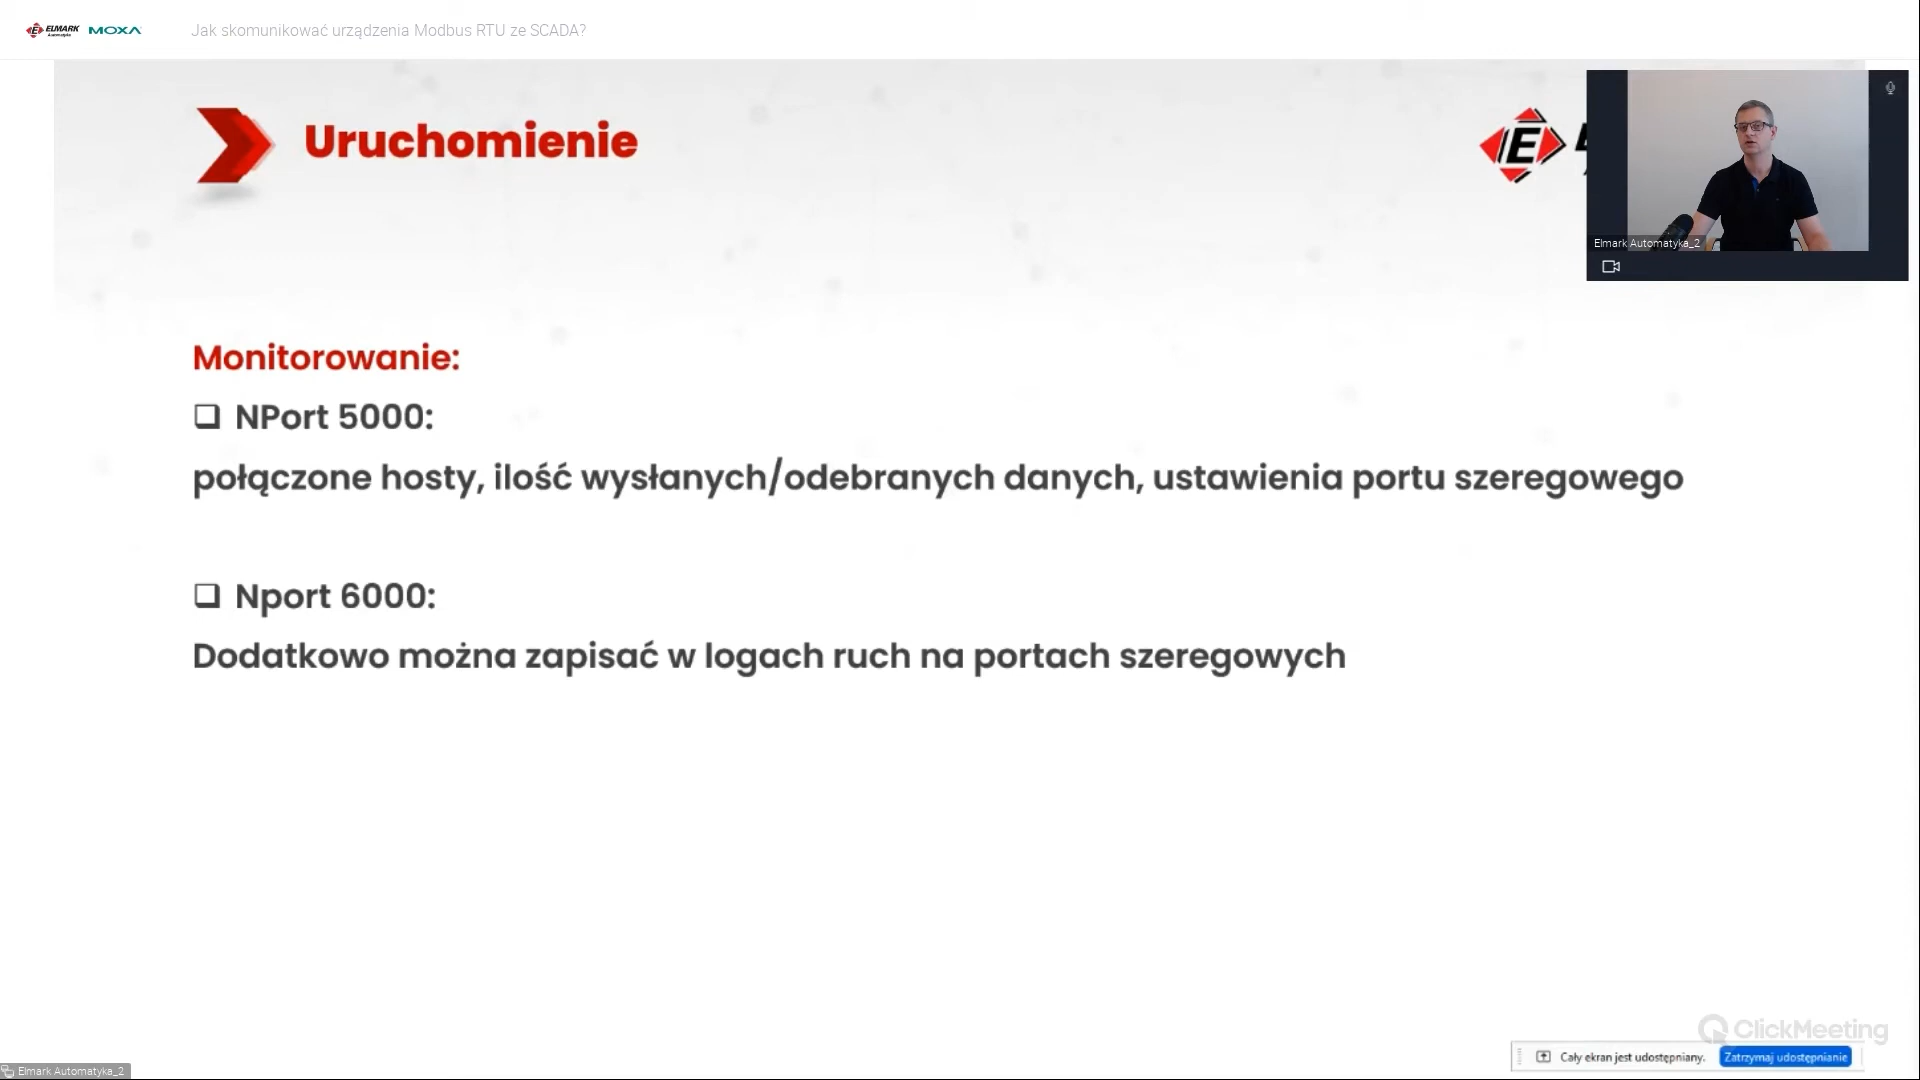 ELMARK
Automatyka
MOXA
Jak skomunikować urządzenia Modbus RTU ze SCADA?
Uruchomienie
E
Elmark Automatyka_2
Monitorowanie:
NPort 5000:
połączone hosty, ilość wysłanych/odebranych danych, ustawienia portu szeregowego
Nport 6000:
Dodatkowo można zapisać w logach ruch na portach szeregowych
ClickMeeting
Cały ekran jest udostępniany.
Zatrzymaj udostępnianie
Elmark Automatyka_2